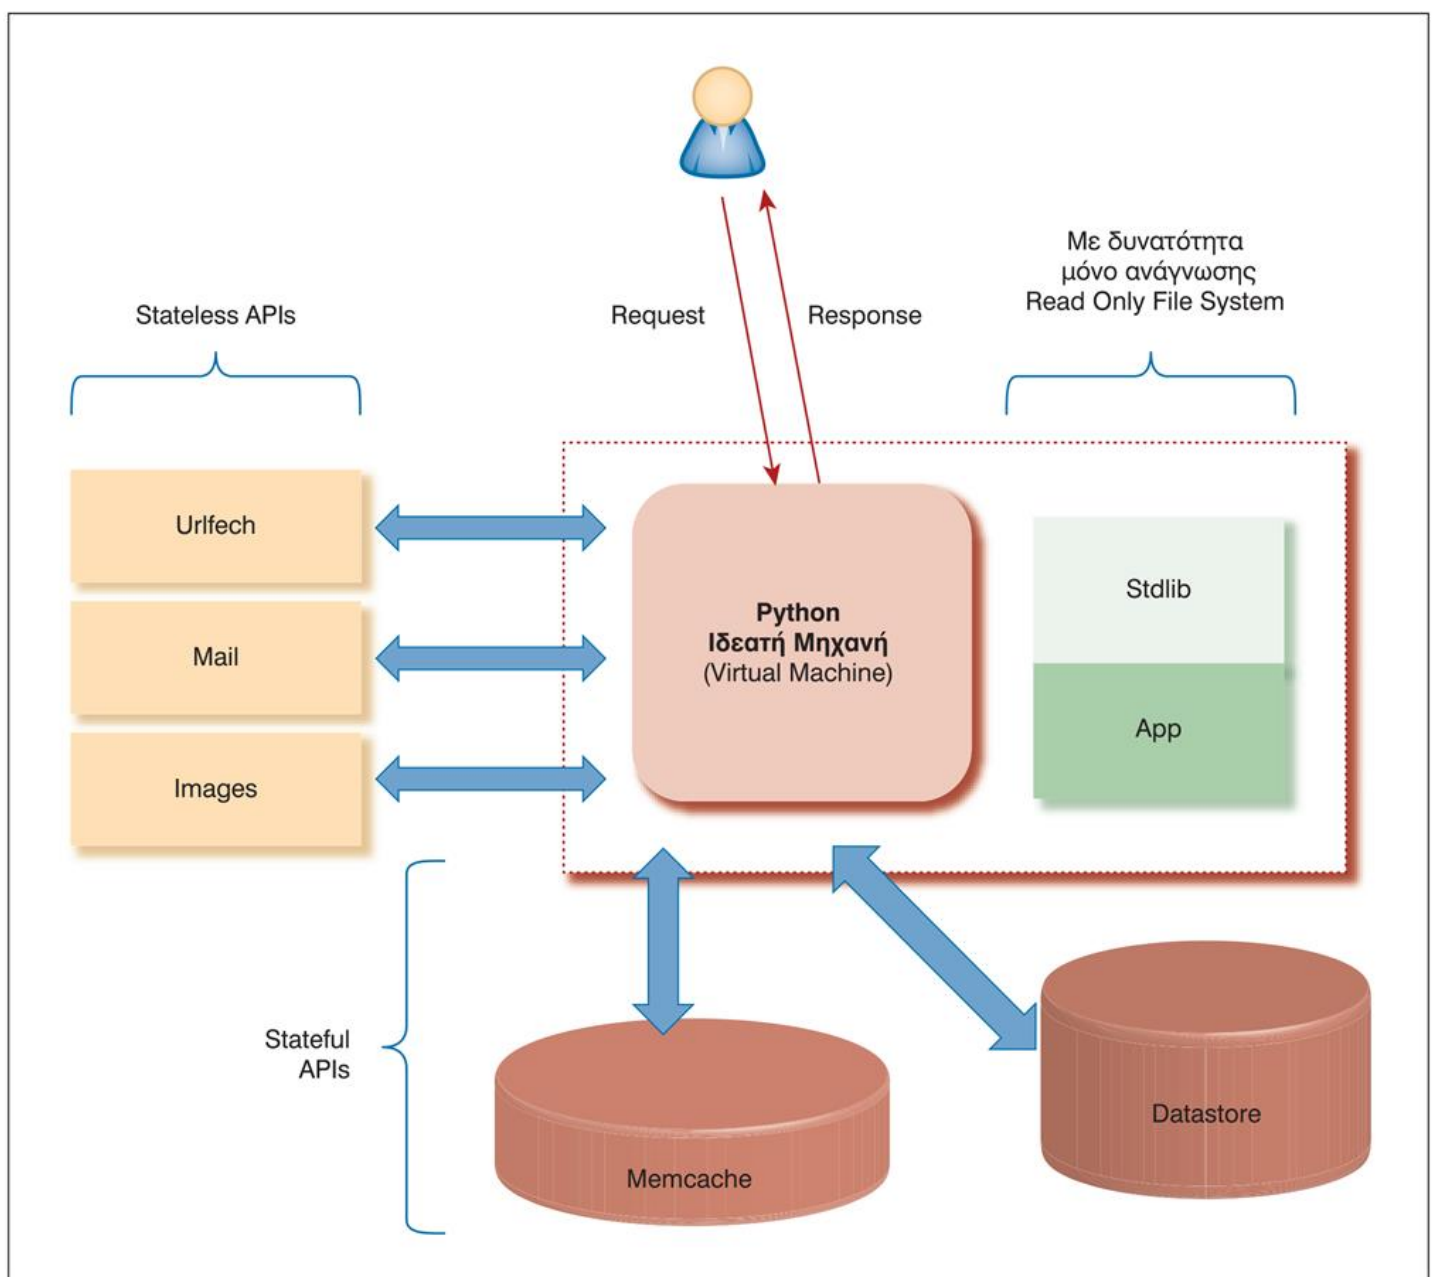 Με δυνατότητα
μόνο ανάγνωσης
Read Only File System
Stateless APIs
Request
Response
Urlfech
Mail
Images
Python
Ιδεατή Μηχανή
(Virtual Machine)
Stdlib
App
Stateful
APIs
Memcache
Datastore